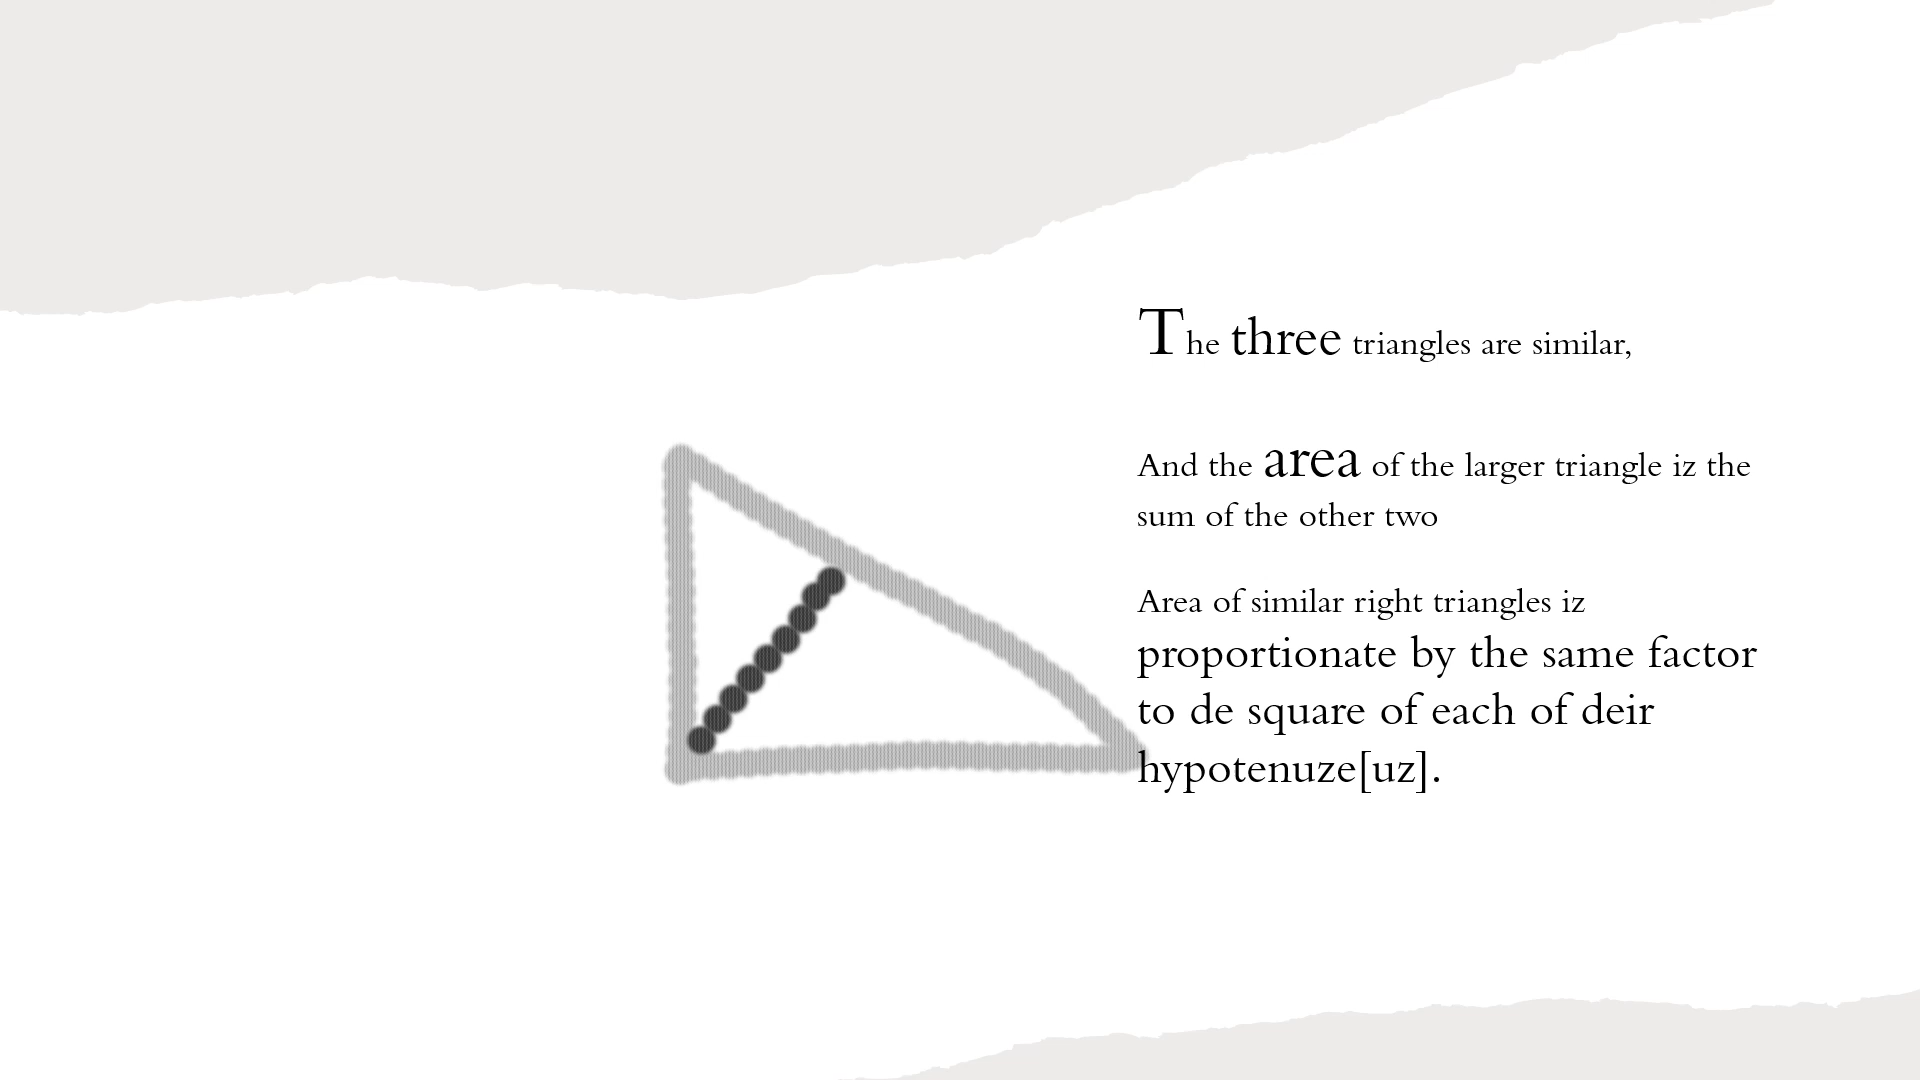 The three triangles are similar,
And the area of the larger triangle iz the
sum of the other two
Area of similar right triangles iz
proportionate by the same factor
to de square of each of deir
hypotenuze[uz].